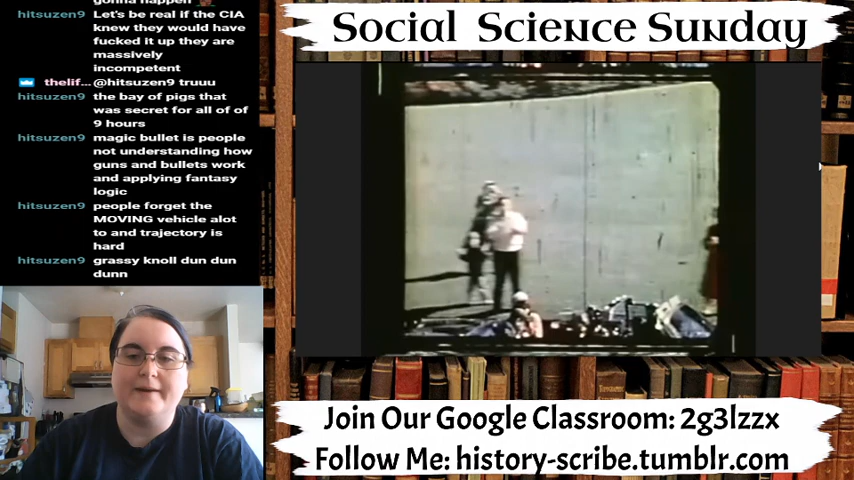 gonna happen
hitsuzen9 Let's be real if the CIA
knew they would have
fucked it up they are
massively
incompetent
thelif... @hitsuzen9 truuu
hitsuzen9 the bay of pigs that
was secret for all of of
9 hours
hitsuzen9 magic bullet is people
not understanding how
guns and bullets work
and applying fantasy
logic
hitsuzen9 people forget the
MOVING vehicle alot
to and trajectory is
hard
hitsuzen9 grassy knoll dun dun
dunn
Social Science Sunday
Join Our Google Classroom: 2g3lzzx
Follow Me: history-scribe.tumblr.com